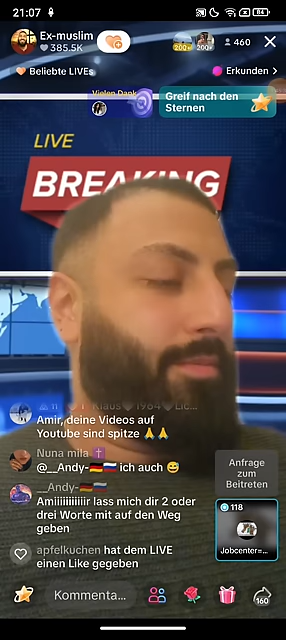 21:07
84
Ex-muslim
385.5K
200+
200+
460
Beliebte LIVEs
Erkunden >
Vielen Dank
Greif nach den
Sternen
LIVE
BREAKING
Amir, deine Videos auf
Youtube sind spitze 🙏🙏
Nuna mila ✝️
@__Andy-🇩🇪🇷🇺 ich auch 😅
__Andy-🇩🇪🇷🇺
Amiiiiiiiiiiir lass mich dir 2 oder
drei Worte mit auf den Weg
geben
Anfrage
zum
Beitreten
118
Jobcenter=...
apfelkuchen hat dem LIVE
einen Like gegeben
Kommenta...
160